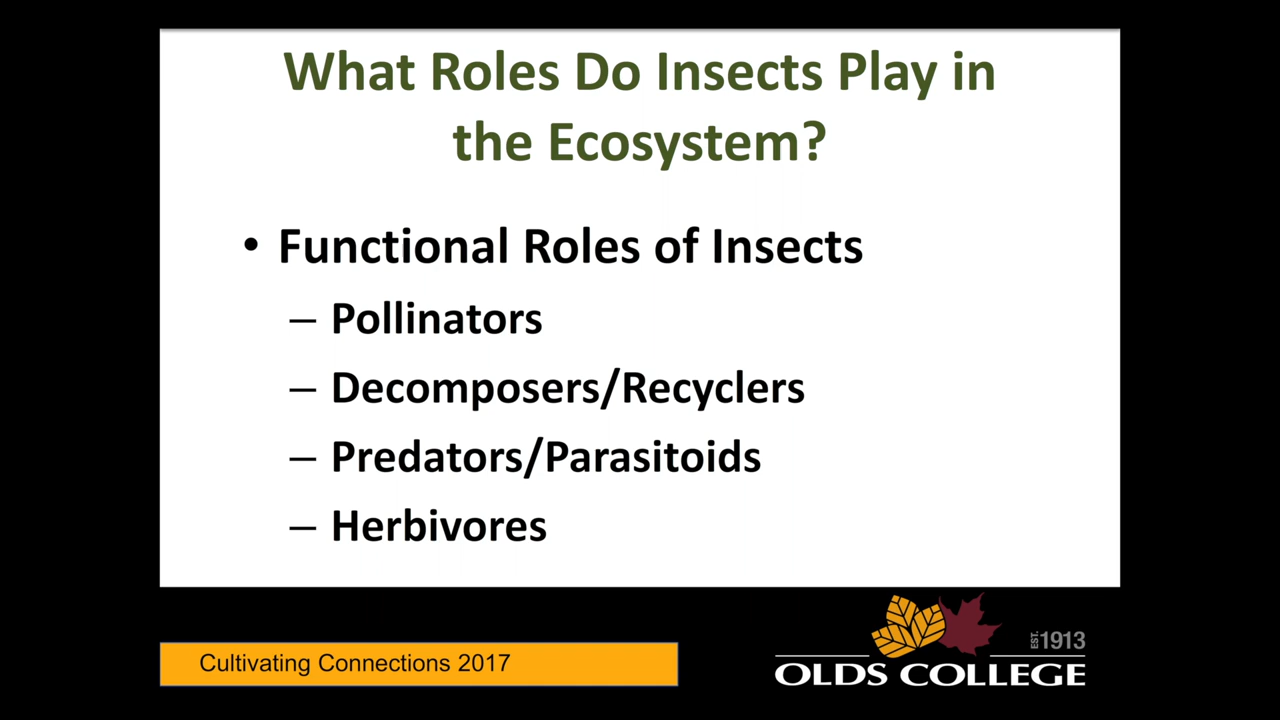 What Roles Do Insects Play in
the Ecosystem?
• Functional Roles of Insects
– Pollinators
– Decomposers/Recyclers
– Predators/Parasitoids
– Herbivores
Cultivating Connections 2017
EST. 1913
OLDS COLLEGE